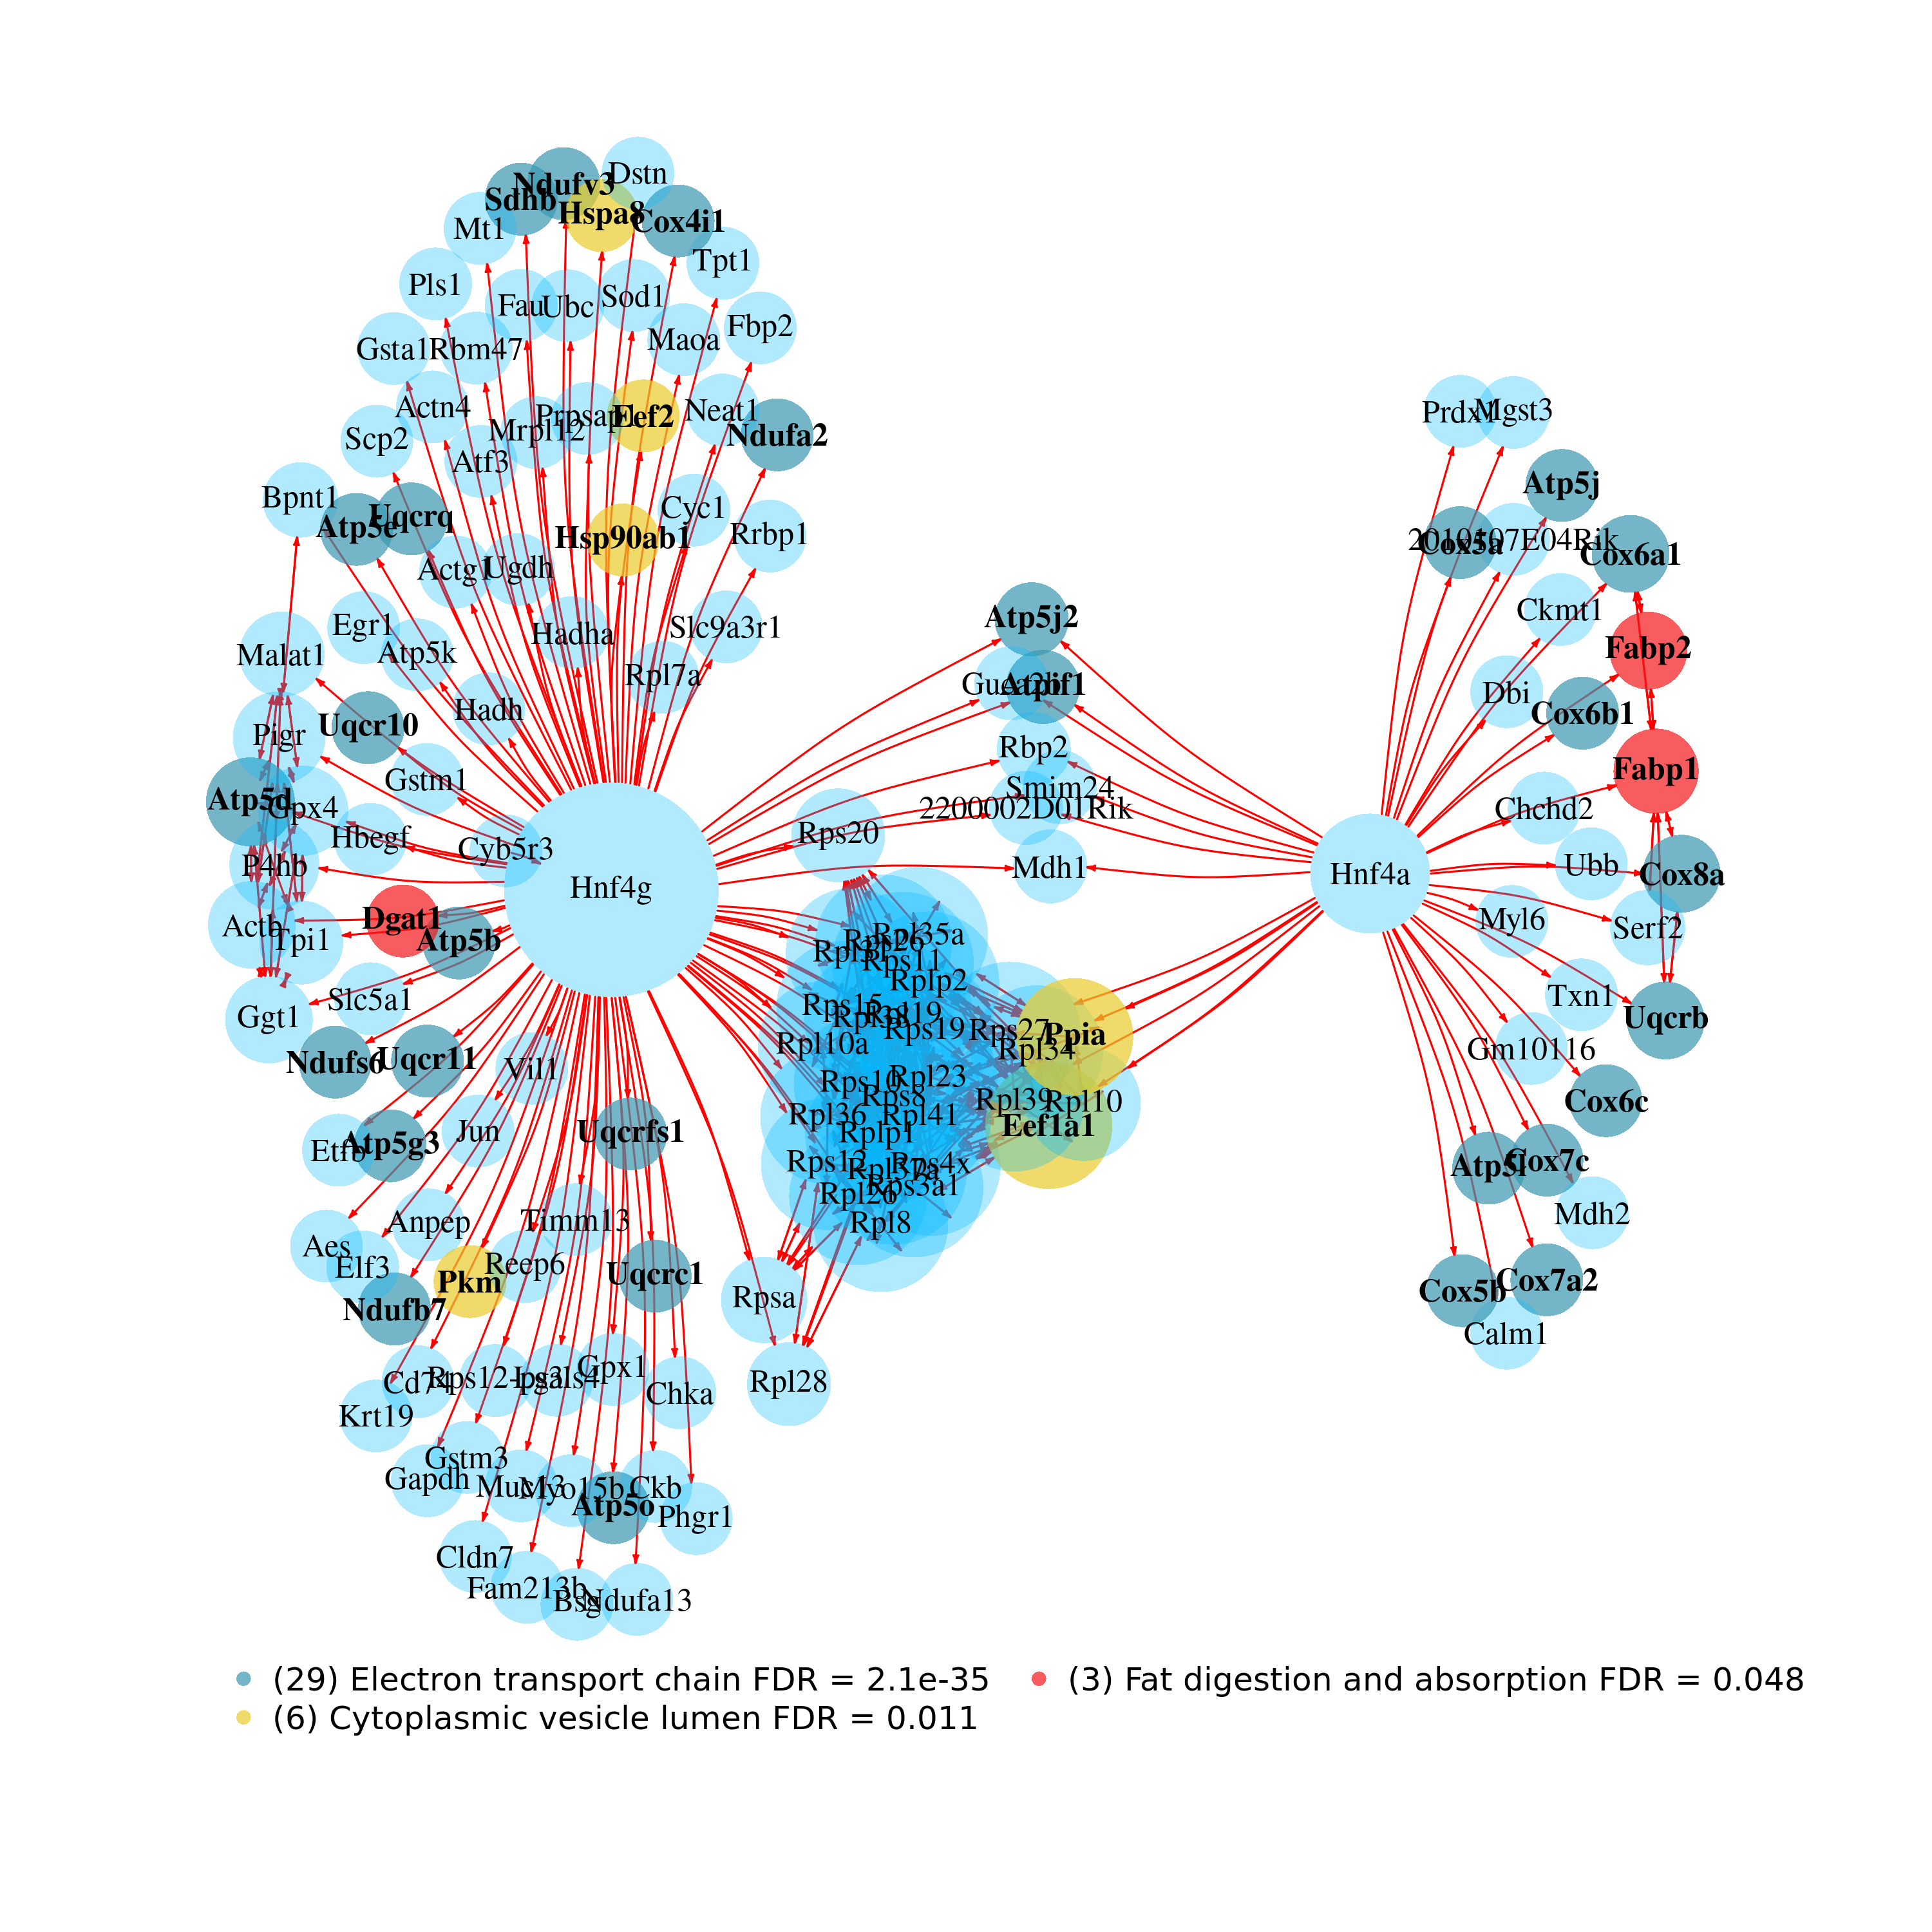 Dstn
Ndufv3
Sdhb
Hspa8
Cox4i1
Mt1
Tpt1
Pls1
Fau
Ubc
Sod1
Fbp2
Maoa
Gsta1
Rbm47
Actn4
Neat1
Eef2
Mrpl12
Ndufa2
Scp2
Atf3
Bpnt1
Cyc1
Uqcrq
Atp5e
Rrbp1
Hsp90ab1
Actg1
Ugdh
Egr1
Slc9a3r1
Hadha
Malat1
Atp5k
Rpl7a
Hadh
Uqcr10
Pigr
Gstm1
Atp5d
Gpx4
Hbegf
Cyb5r3
P4hb
Hnf4g
Dgat1
Actb
Tpi1
Atp5b
Slc5a1
Ggt1
Ndufs6
Uqcr11
Vil1
Jun
Uqcrfs1
Etfb
Atp5g3
Anpep
Timm13
Aes
Elf3
Reep6
Pkm
Uqcrc1
Ndufb7
Gpx1
Cd74
Rps12-ps3
Lgals4
Chka
Krt19
Gstm3
Gapdh
Muc13
Myo15b
Ckb
Atp5o
Phgr1
Cldn7
Fam213b
Bsg
Ndufa13
Atp5j2
Guca2b
Atpif1
Rbp2
Smim24
2200002D01Rik
Rps20
Mdh1
Rpl35a
Rps26
Rps11
Rplp2
Rps15
Rpl19
Rpl38
Rps19
Rps27
Ppia
Rpl34
Rpl10a
Rpl23
Rps10
Rps8
Rpl39
Rpl10
Rpl36
Rpl41
Eef1a1
Rplp1
Rps12
Rps4x
Rpl37a
Rps3a1
Rpl26
Rpl8
Rpsa
Rpl28
Prdx1
Mgst3
Atp5j
2010107E04Rik
Cox5a
Cox6a1
Ckmt1
Fabp2
Dbi
Cox6b1
Fabp1
Chchd2
Ubb
Hnf4a
Cox8a
Myl6
Serf2
Txn1
Uqcrb
Gm10116
Cox6c
Atp5l
Cox7c
Mdh2
Cox5b
Cox7a2
Calm1
(29) Electron transport chain FDR = 2.1e-35
(3) Fat digestion and absorption FDR = 0.048
(6) Cytoplasmic vesicle lumen FDR = 0.011